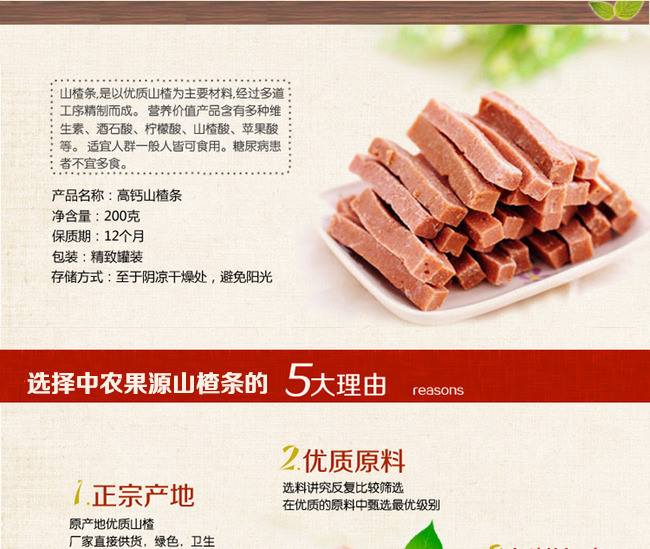 山楂条,是以优质山楂为主要材料,经过多道
工序精制而成。 营养价值产品含有多种维
生素、酒石酸、柠檬酸、山楂酸、苹果酸
等。 适宜人群一般人皆可食用。糖尿病患
者不宜多食。
产品名称：高钙山楂条
净含量：200克
保质期：12个月
包装：精致罐装
存储方式：至于阴凉干燥处，避免阳光
选择中农果源山楂条的 5大理由 reasons
2.优质原料
选料讲究反复比较筛选
在优质的原料中甄选最优级别
1.正宗产地
原产地优质山楂
厂家直接供货，绿色，卫生